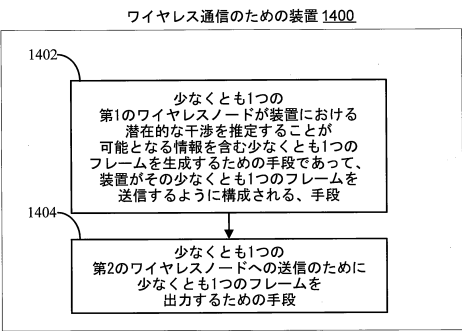 ワイヤレス通信のための装置 1400
1402
少なくとも1つの
第1のワイヤレスノードが装置における
潜在的な干渉を推定することが
可能となる情報を含む少なくとも1つの
フレームを生成するための手段であって、
装置がその少なくとも1つのフレームを
送信するように構成される、手段
1404
少なくとも1つの
第2のワイヤレスノードへの送信のために
少なくとも1つのフレームを
出力するための手段